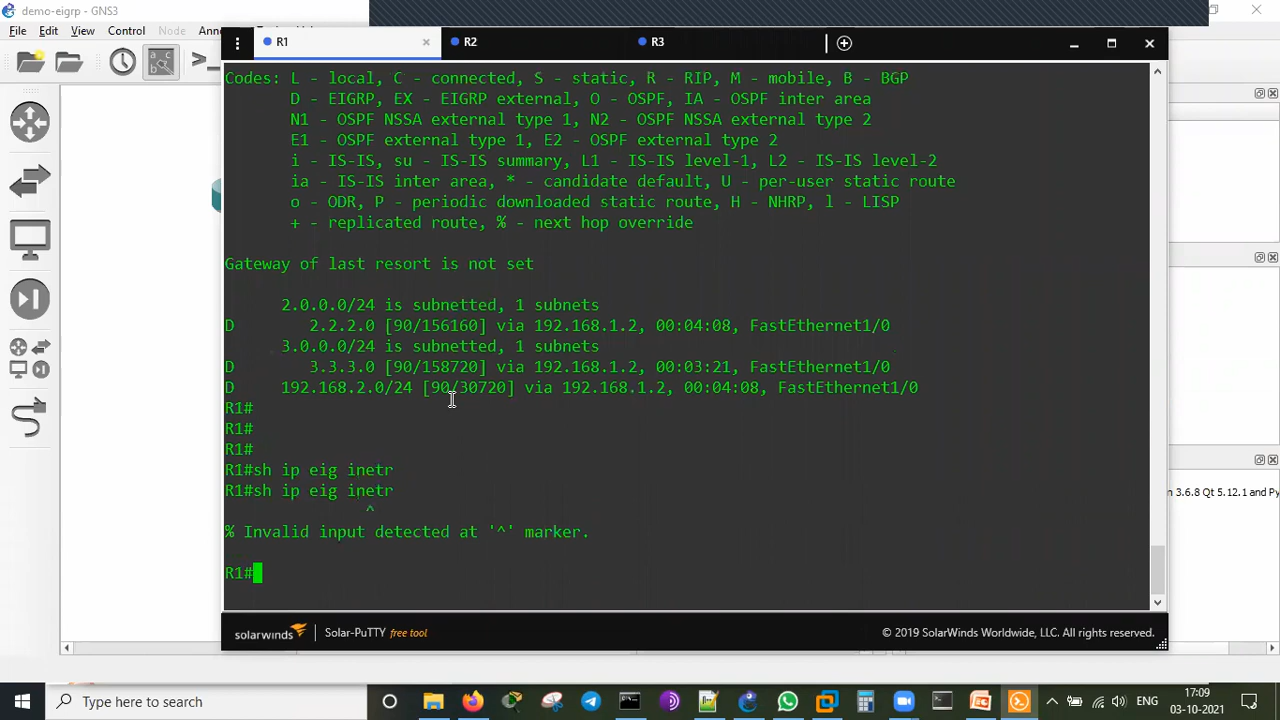 demo-eigrp - GNS3
File Edit View Control Node
R1 × R2 R3
Codes: L - local, C - connected, S - static, R - RIP, M - mobile, B - BGP
D - EIGRP, EX - EIGRP external, O - OSPF, IA - OSPF inter area
N1 - OSPF NSSA external type 1, N2 - OSPF NSSA external type 2
E1 - OSPF external type 1, E2 - OSPF external type 2
i - IS-IS, su - IS-IS summary, L1 - IS-IS level-1, L2 - IS-IS level-2
ia - IS-IS inter area, * - candidate default, U - per-user static route
o - ODR, P - periodic downloaded static route, H - NHRP, l - LISP
+ - replicated route, % - next hop override
Gateway of last resort is not set
2.0.0.0/24 is subnetted, 1 subnets
D 2.2.2.0 [90/156160] via 192.168.1.2, 00:04:08, FastEthernet1/0
3.0.0.0/24 is subnetted, 1 subnets
D 3.3.3.0 [90/158720] via 192.168.1.2, 00:03:21, FastEthernet1/0
D 192.168.2.0/24 [90/30720] via 192.168.1.2, 00:04:08, FastEthernet1/0
R1#
R1#
R1#
R1#sh ip eig inetr
R1#sh ip eig inetr
^
% Invalid input detected at '^' marker.
R1#
n 3.6.8 Qt 5.12.1 and Py
solarwinds | Solar-PuTTY free tool © 2019 SolarWinds Worldwide, LLC. All rights reserved.
Type here to search
ENG
17:09
03-10-2021